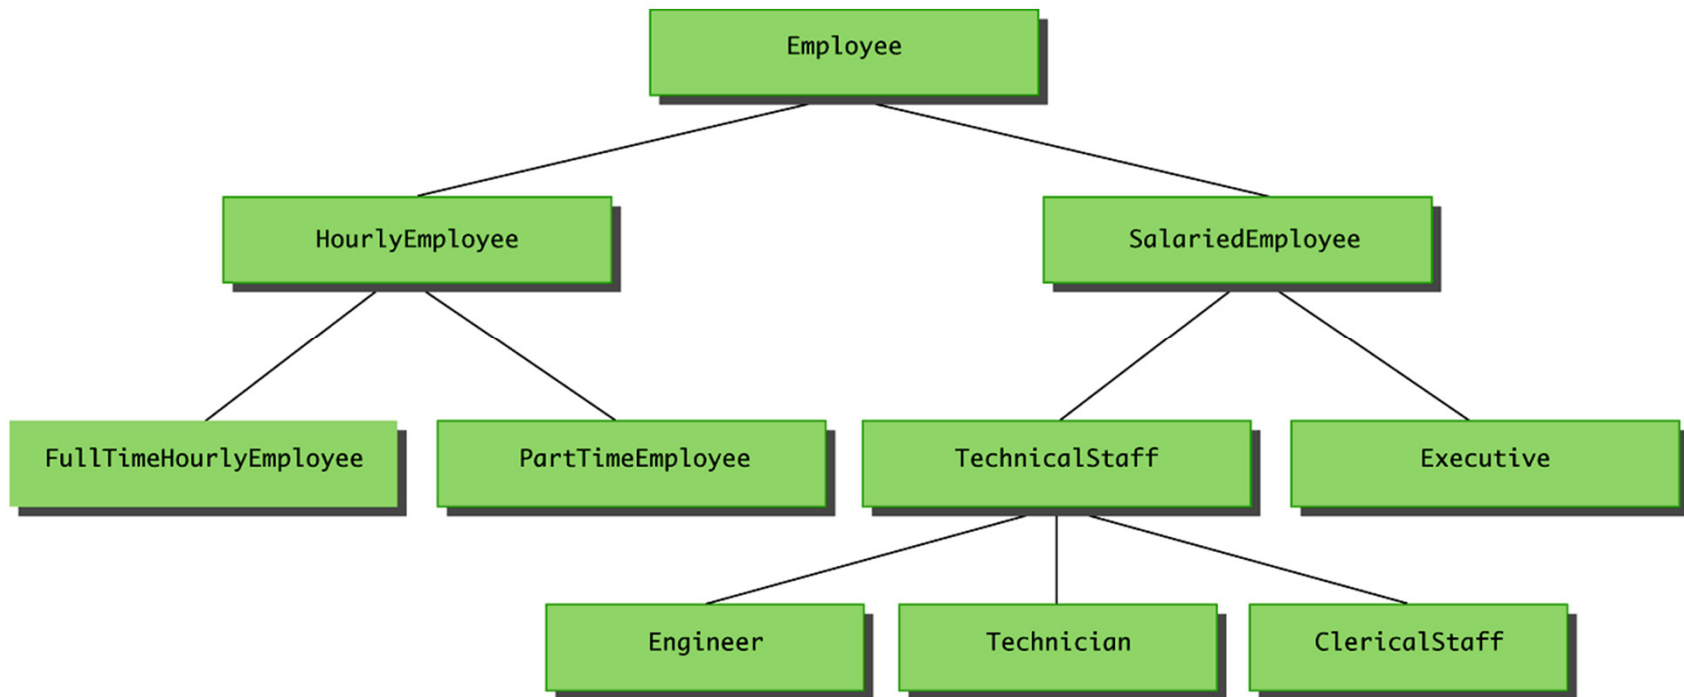 Employee
HourlyEmployee
SalariedEmployee
FullTimeHourlyEmployee
PartTimeEmployee
TechnicalStaff
Executive
Engineer
Technician
ClericalStaff